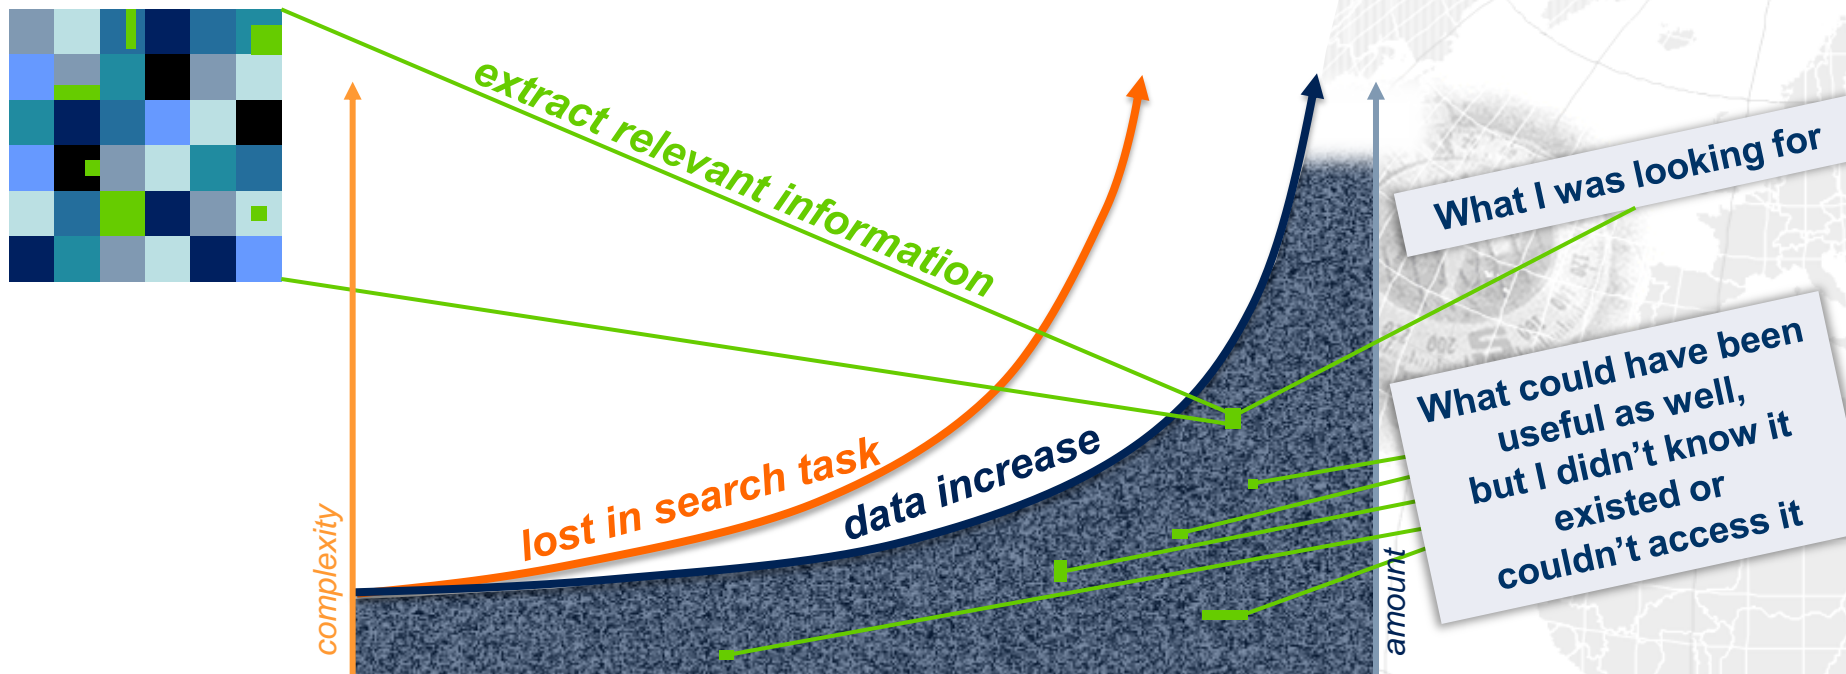 extract relevant information
What I was looking for
What could have been
useful as well,
but I didn’t know it
existed or
couldn’t access it
lost in search task
data increase
complexity
amount